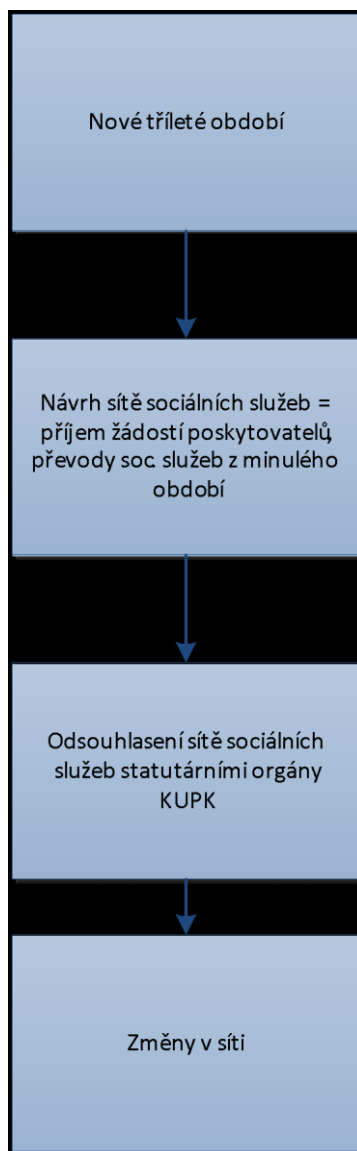 Nové tříleté období
Návrh sítě sociálních služeb =
příjem žádostí poskytovatelů,
převody soc. služeb z minulého
období
Odsouhlasení sítě sociálních
služeb statutárními orgány
KUPK
Změny v síti